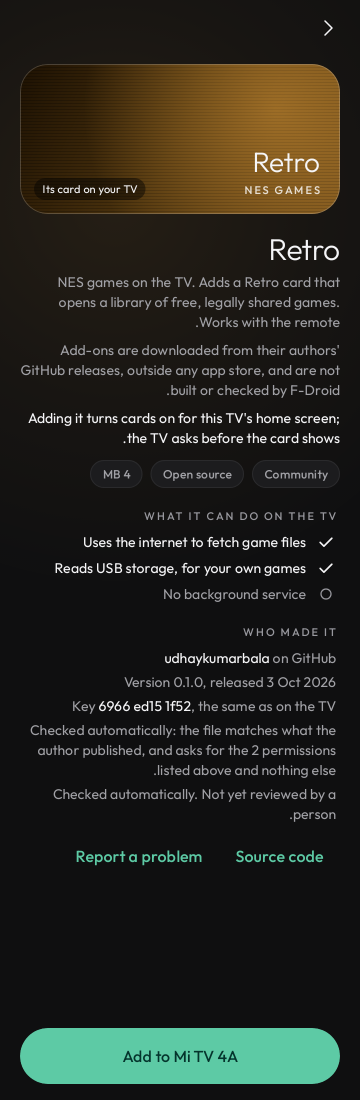 Retro
NES GAMES
Its card on your TV
Retro
NES games on the TV. Adds a Retro card that
opens a library of free, legally shared games.
.Works with the remote
Add-ons are downloaded from their authors'
GitHub releases, outside any app store, and are not
.built or checked by F-Droid
Adding it turns cards on for this TV's home screen;
.the TV asks before the card shows
Community
Open source
MB 4
WHAT IT CAN DO ON THE TV
Uses the internet to fetch game files
Reads USB storage, for your own games
No background service
WHO MADE IT
udhaykumarbala on GitHub
Version 0.1.0, released 3 Oct 2026
Key 6966 ed15 1f52, the same as on the TV
Checked automatically: the file matches what the
author published, and asks for the 2 permissions
.listed above and nothing else
Checked automatically. Not yet reviewed by a
.person
Source code
Report a problem
Add to Mi TV 4A